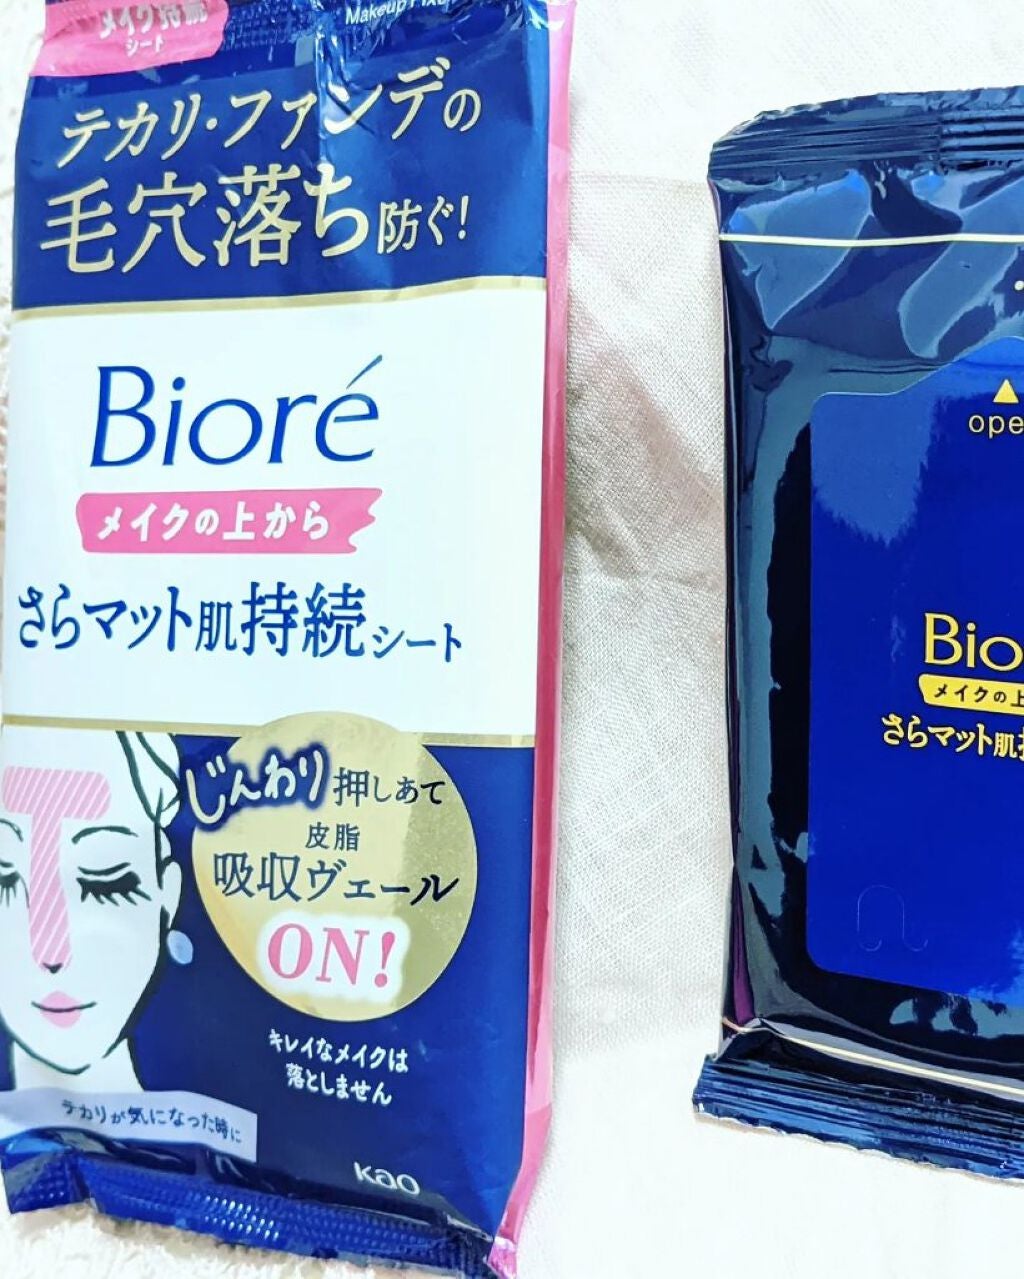 メイク持続
シート
Makeup
テカリ・ファンデの
毛穴落ち防ぐ!
Bioré
メイクの上から
さらマット肌持続シート
じんわり押しあて
皮脂
吸収ヴェール
ON!
キレイなメイクは
落としません
テカリが気になった時に
Kao
ope
Bio
メイクの上
さらマット肌持